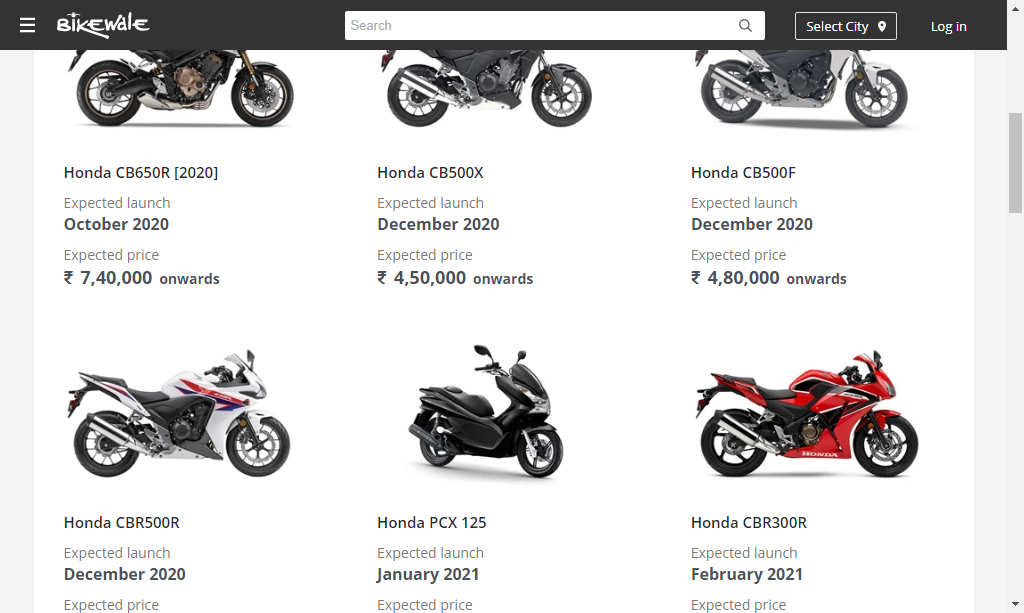 BikeWale
Search
Select City
Log in
Honda CB650R [2020]
Expected launch
October 2020
Expected price
₹ 7,40,000 onwards
Honda CB500X
Expected launch
December 2020
Expected price
₹ 4,50,000 onwards
Honda CB500F
Expected launch
December 2020
Expected price
₹ 4,80,000 onwards
HONDA
Honda CBR500R
Expected launch
December 2020
Expected price
Honda PCX 125
Expected launch
January 2021
Expected price
Honda CBR300R
Expected launch
February 2021
Expected price